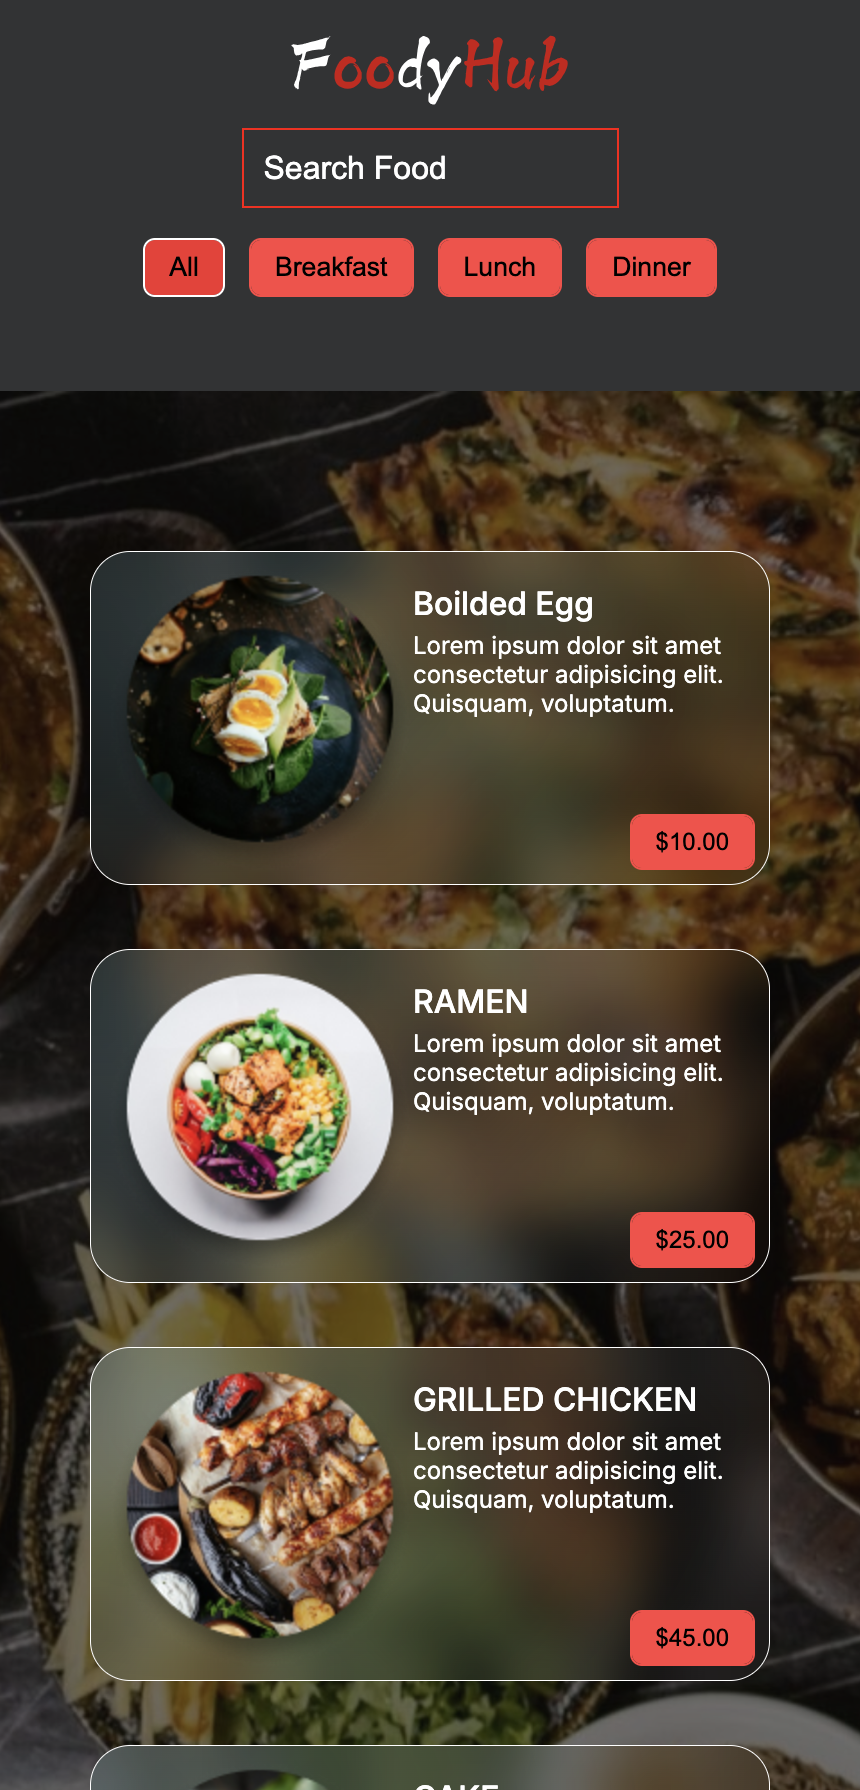 FoodyHub
Search Food
All
Breakfast
Lunch
Dinner
Boilded Egg
Lorem ipsum dolor sit amet
consectetur adipisicing elit.
Quisquam, voluptatum.
$10.00
RAMEN
Lorem ipsum dolor sit amet
consectetur adipisicing elit.
Quisquam, voluptatum.
$25.00
GRILLED CHICKEN
Lorem ipsum dolor sit amet
consectetur adipisicing elit.
Quisquam, voluptatum.
$45.00
CAKE